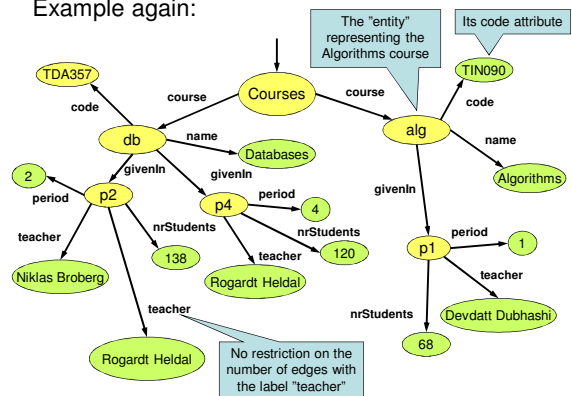 Example again:
The ”entity”
representing the
Algorithms course
Its code attribute
TDA357
TIN090
Courses
course
course
code
code
db
alg
name
name
Databases
Algorithms
givenIn
givenIn
givenIn
2
p2
p4
period
period
4
period
1
p1
teacher
nrStudents
teacher
138
120
teacher
Niklas Broberg
Rogardt Heldal
teacher
nrStudents
Devdatt Dubhashi
68
Rogardt Heldal
No restriction on the
number of edges with
the label ”teacher”